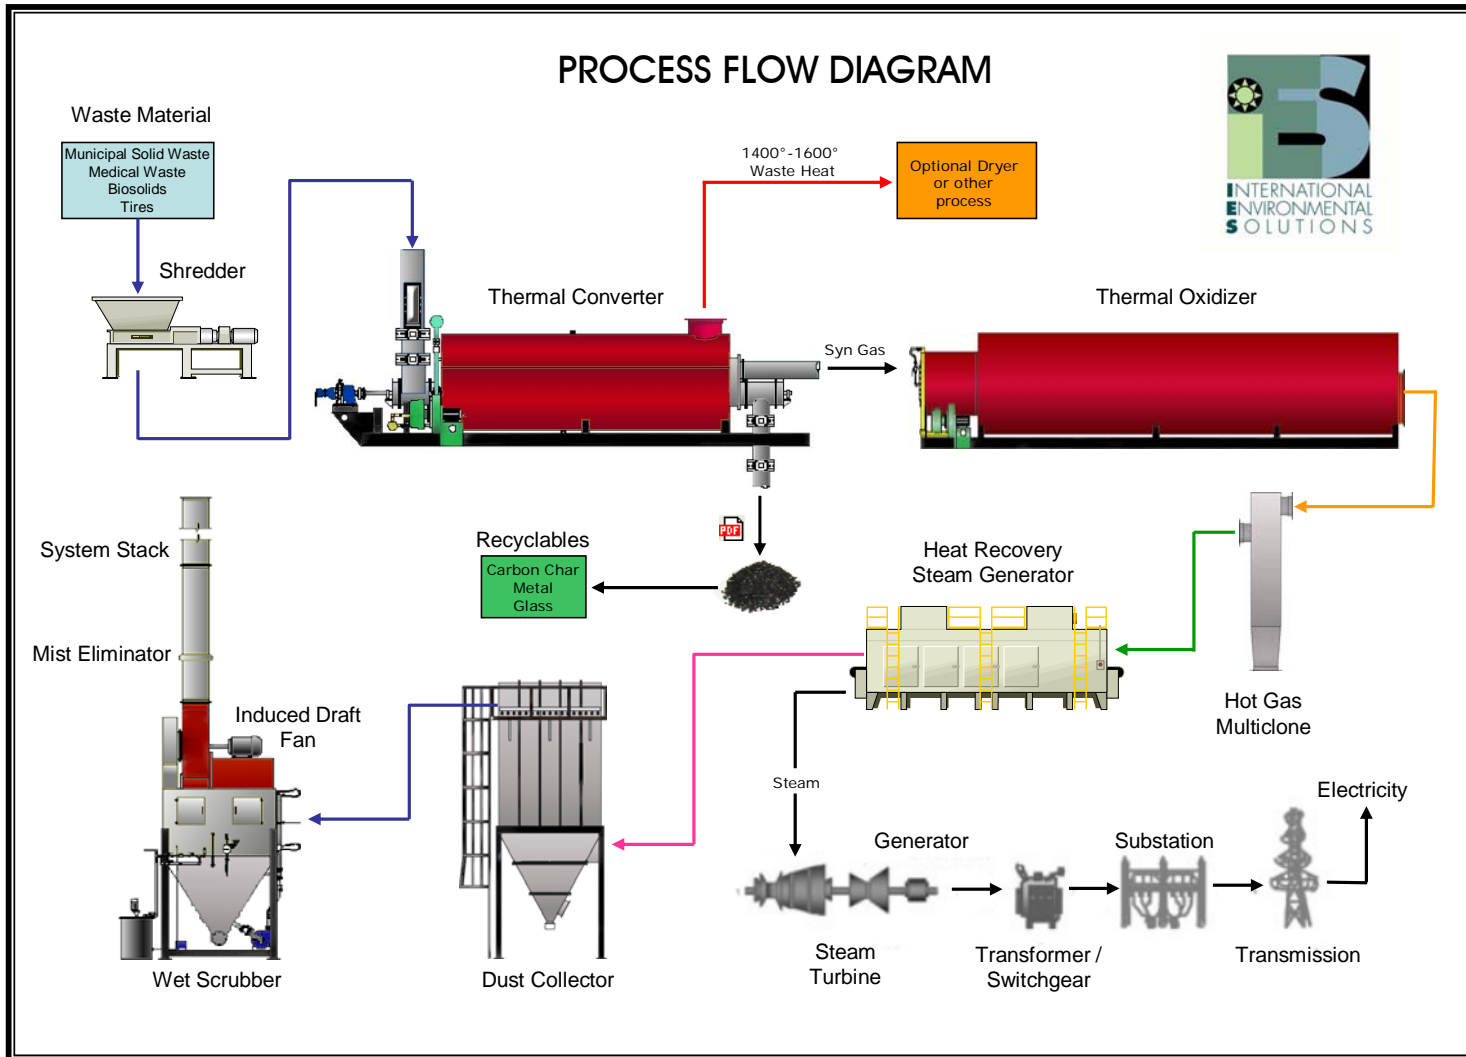 PROCESS FLOW DIAGRAM
INTERNATIONAL
ENVIRONMENTAL
SOLUTIONS
Waste Material
Municipal Solid Waste
Medical Waste
Biosolids
Tires
1400°-1600°
Waste Heat
Optional Dryer
or other
process
Shredder
Thermal Converter
Thermal Oxidizer
Syn Gas
PDF
System Stack
Recyclables
Carbon Char
Metal
Glass
Heat Recovery
Steam Generator
Mist Eliminator
Induced Draft
Fan
Hot Gas
Multiclone
Steam
Electricity
Generator
Substation
Steam
Turbine
Transformer /
Switchgear
Transmission
Wet Scrubber
Dust Collector